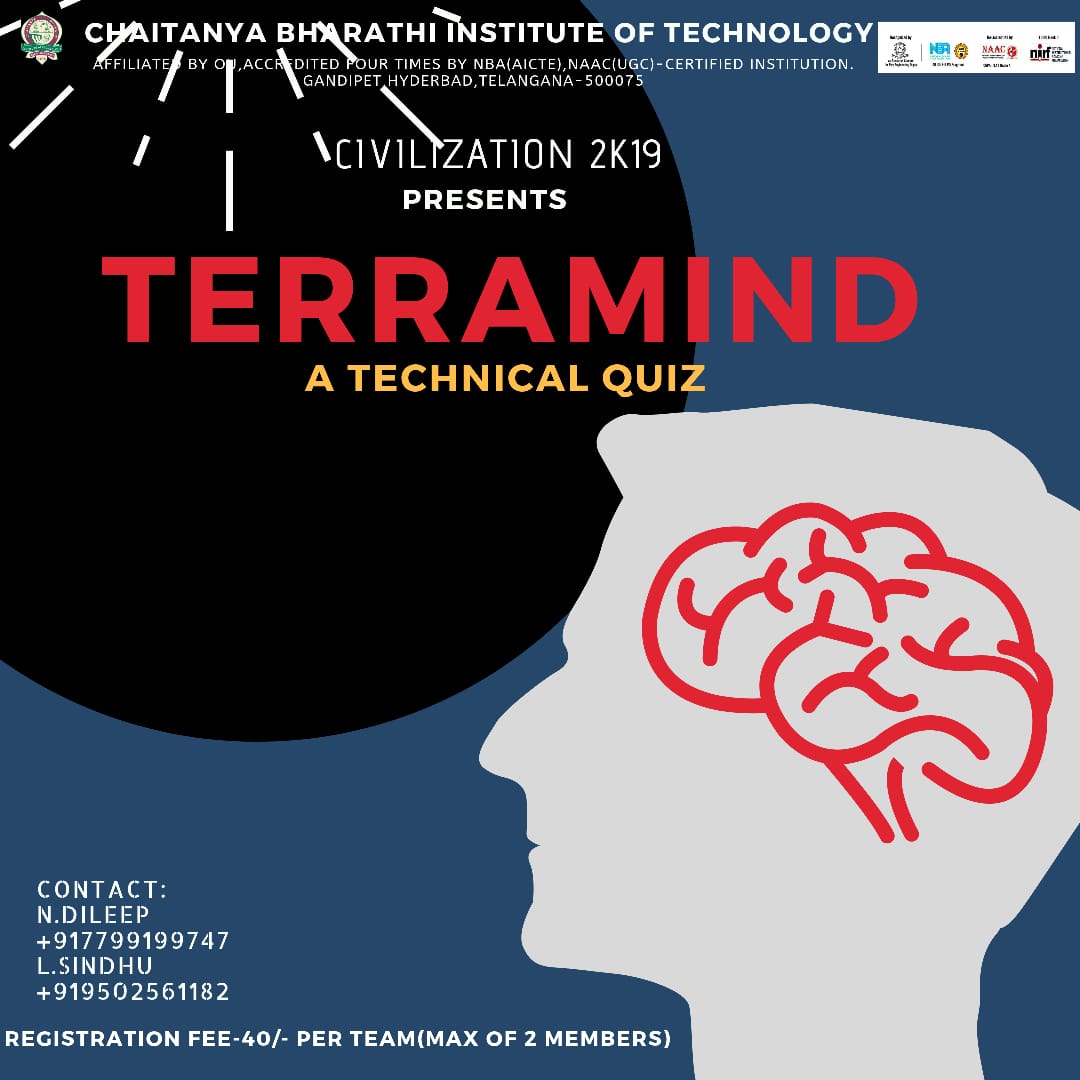 CHAITANYA BHARATHI INSTITUTE OF TECHNOLOGY
AFFILIATED BY OU,ACCREDITED FOUR TIMES BY NBA(AICTE),NAAC(UGC)-CERTIFIED INSTITUTION.
GANDIPET,HYDERBAD,TELANGANA-500075
NBA
NAAC
nirf
CIVILIZATION 2K19
PRESENTS
TERRAMIND
A TECHNICAL QUIZ
CONTACT:
N.DILEEP
+917799199747
L.SINDHU
+919502561182
REGISTRATION FEE-40/- PER TEAM(MAX OF 2 MEMBERS)